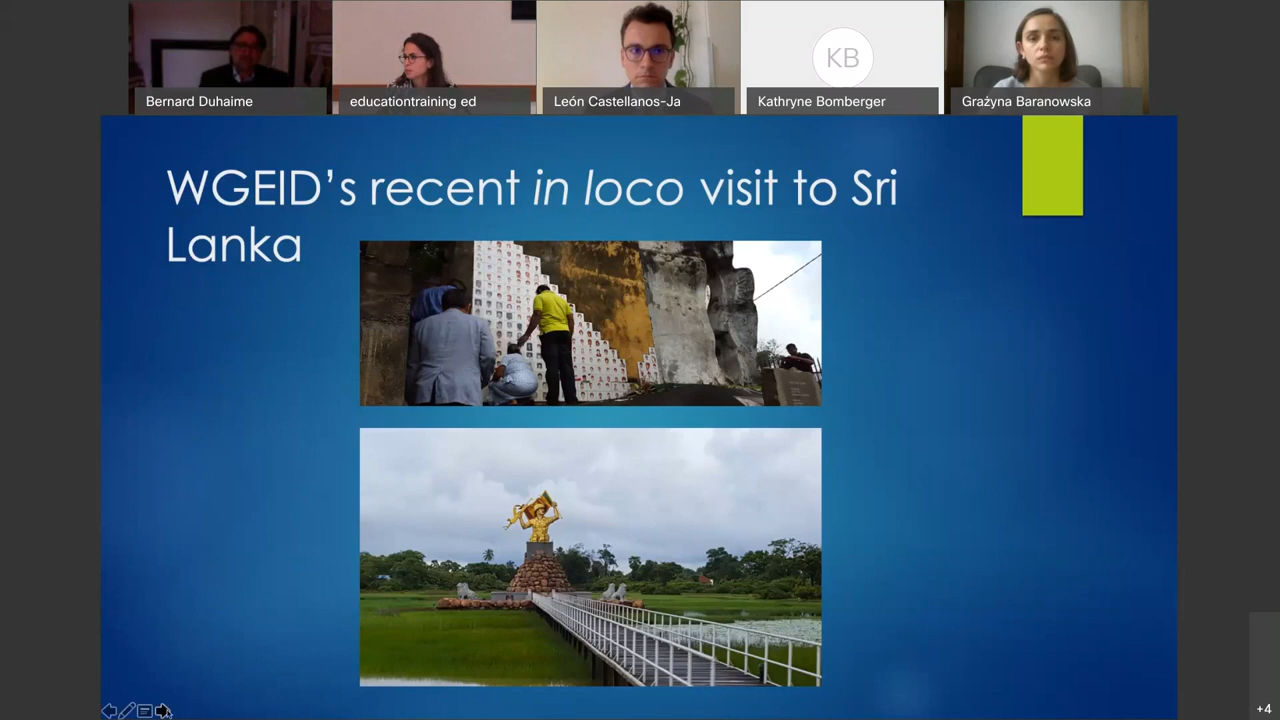 Bernard Duhaime
educationtraining ed
León Castellanos-Ja
KB
Kathryne Bomberger
Grażyna Baranowska
WGEID's recent in loco visit to Sri
Lanka
+4